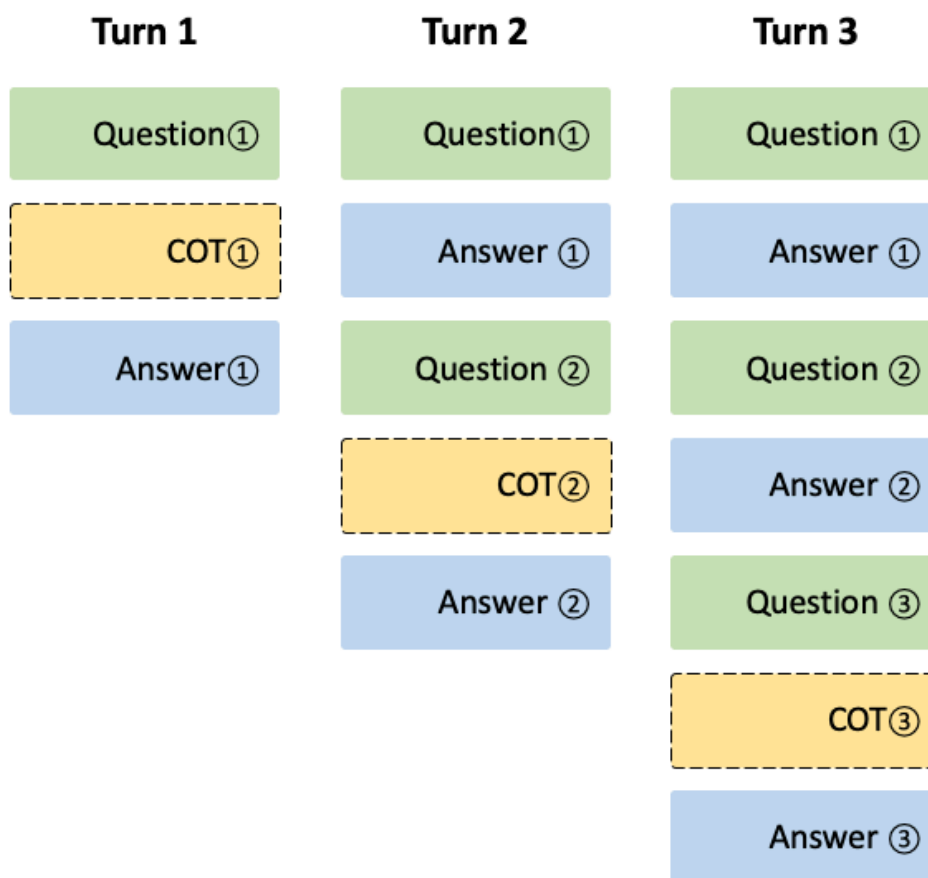 Turn 1
Turn 2
Turn 3
Question①
Question①
Question ①
COT①
Answer ①
Answer ①
Answer①
Question ②
Question ②
COT②
Answer ②
Answer ②
Question ③
COT③
Answer ③